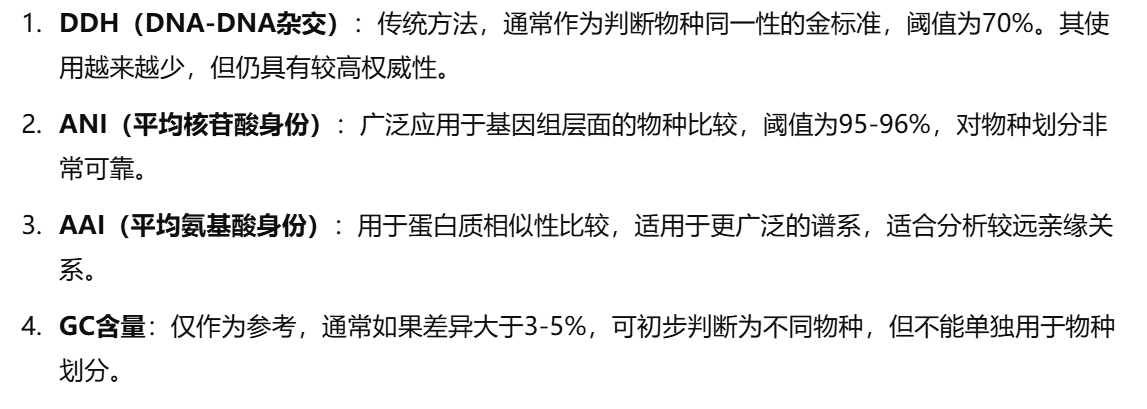 1. DDH（DNA-DNA杂交）：传统方法，通常作为判断物种同一性的金标准，阈值为70%。其使
用越来越少，但仍具有较高权威性。
2. ANI（平均核苷酸身份）：广泛应用于基因组层面的物种比较，阈值为95-96%，对物种划分非
常可靠。
3. AAI（平均氨基酸身份）：用于蛋白质相似性比较，适用于更广泛的谱系，适合分析较远亲缘关
系。
4. GC含量：仅作为参考，通常如果差异大于3-5%，可初步判断为不同物种，但不能单独用于物种
划分。